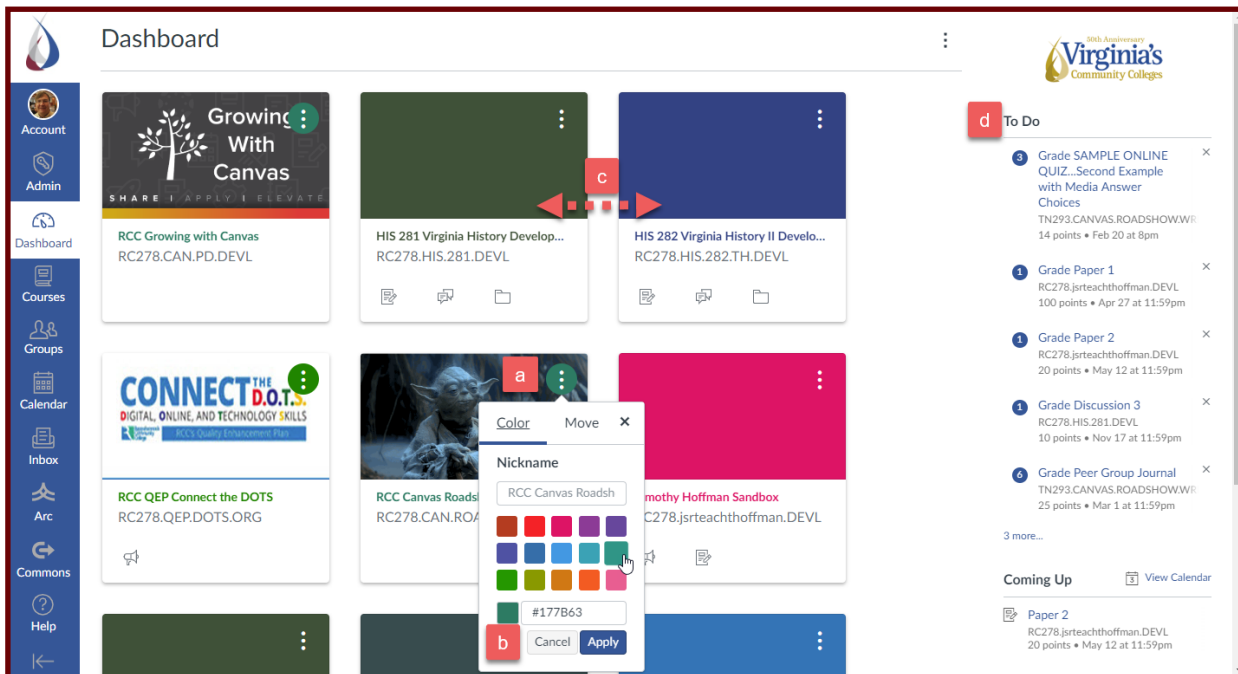 Dashboard
50th Anniversary
Virginia's
Community Colleges
Account
Admin
Dashboard
Courses
Groups
Calendar
Inbox
Arc
Commons
Help
Growing
With
Canvas
SHARE | APPLY | ELEVATE
RCC Growing with Canvas
RC278.CAN.PD.DEVL
c
HIS 281 Virginia History Develop...
RC278.HIS.281.DEVL
HIS 282 Virginia History II Develo...
RC278.HIS.282.TH.DEVL
CONNECT THE
D.O.T.S.
DIGITAL, ONLINE, AND TECHNOLOGY SKILLS
RCC's Quality Enhancement Plan
RCC QEP Connect the DOTS
RC278.QEP.DOTS.ORG
a
RCC Canvas Roads
RC278.CAN.ROA
Color Move ×
Nickname
RCC Canvas Roadsh
#177B63
b
Cancel Apply
mothy Hoffman Sandbox
C278.jsrteachthoffman.DEVL
d
To Do
3 Grade SAMPLE ONLINE ×
QUIZ...Second Example
with Media Answer
Choices
TN293.CANVAS.ROADSHOW.WR
14 points • Feb 20 at 8pm
1 Grade Paper 1 ×
RC278.jsrteachthoffman.DEVL
100 points • Apr 27 at 11:59pm
1 Grade Paper 2 ×
RC278.jsrteachthoffman.DEVL
20 points • May 12 at 11:59pm
1 Grade Discussion 3 ×
RC278.HIS.281.DEVL
10 points • Nov 17 at 11:59pm
6 Grade Peer Group Journal ×
TN293.CANVAS.ROADSHOW.WR
25 points • Mar 1 at 11:59pm
3 more...
Coming Up 3 View Calendar
Paper 2
RC278.jsrteachthoffman.DEVL
20 points • May 12 at 11:59pm